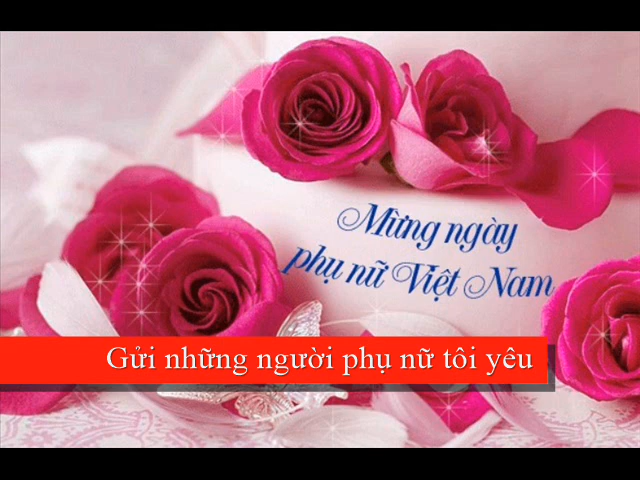 Mừng ngày
phụ nữ Việt Nam
Gửi những người phụ nữ tôi yêu